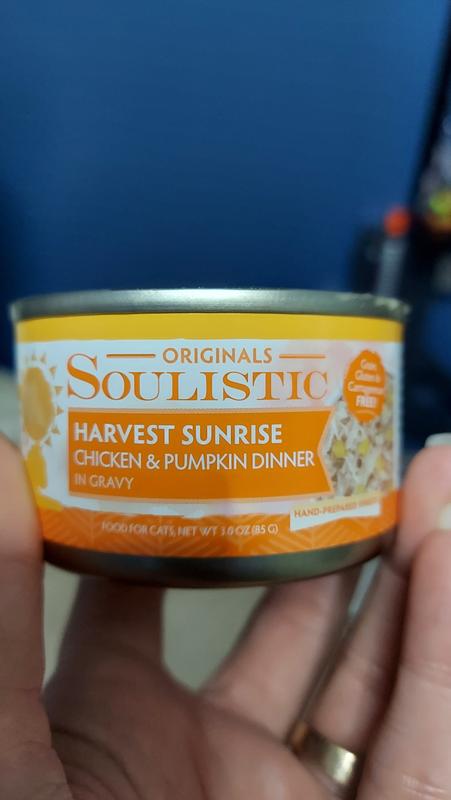 ORIGINALS
SOULISTIC
HARVEST SUNRISE
CHICKEN & PUMPKIN DINNER
IN GRAVY
FOOD FOR CATS, NET WT 3.0 OZ (85 G)
Grain
Gluten &
FREE!
HAND-PREPARED